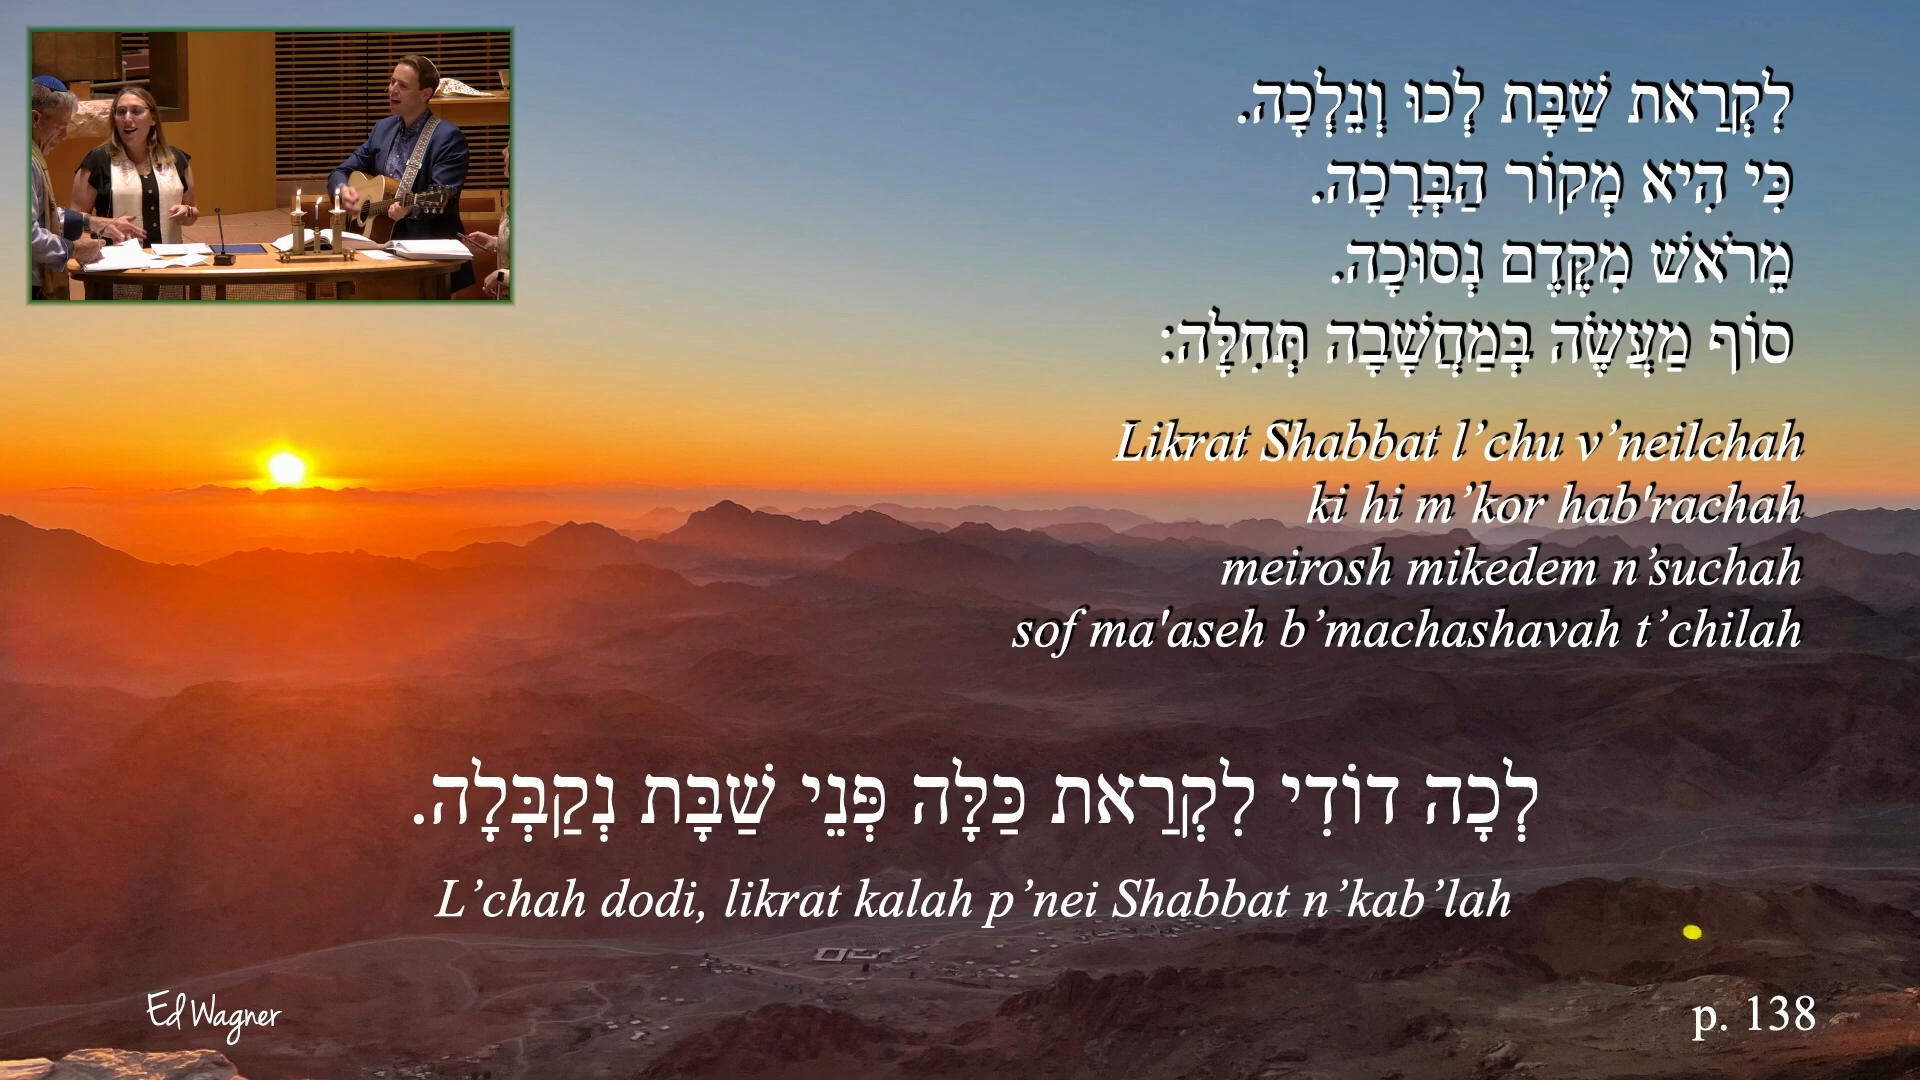 לִקְרַאת שַׁבָּת לְכוּ וְנֵלְכָה.
כִּי הִיא מְקוֹר הַבְּרָכָה.
מֵרֹאשׁ מִקֶּדֶם נְסוּכָה.
סוֹף מַעֲשֶׂה בְּמַחֲשָׁבָה תְּחִלָּה:
Likrat Shabbat l’chu v’neilchah
ki hi m’kor hab'rachah
meirosh mikedem n’suchah
sof ma'aseh b’machashavah t’chilah
לְכָה דוֹדִי לִקְרַאת כַּלָּה פְּנֵי שַׁבָּת נְקַבְּלָה.
L’chah dodi, likrat kalah p’nei Shabbat n’kab’lah
Ed Wagner
p. 138